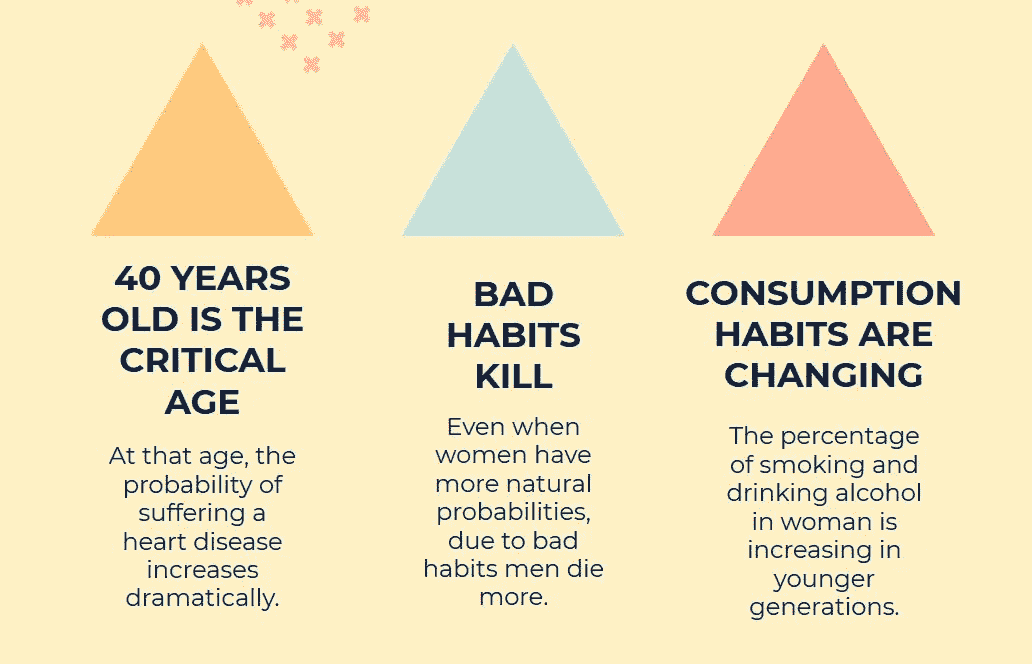 40 YEARS
OLD IS THE
CRITICAL
AGE
At that age, the
probability of
suffering a
heart disease
increases
dramatically.
BAD
HABITS
KILL
Even when
women have
more natural
probabilities,
due to bad
habits men die
more.
CONSUMPTION
HABITS ARE
CHANGING
The percentage
of smoking and
drinking alcohol
in woman is
increasing in
younger
generations.